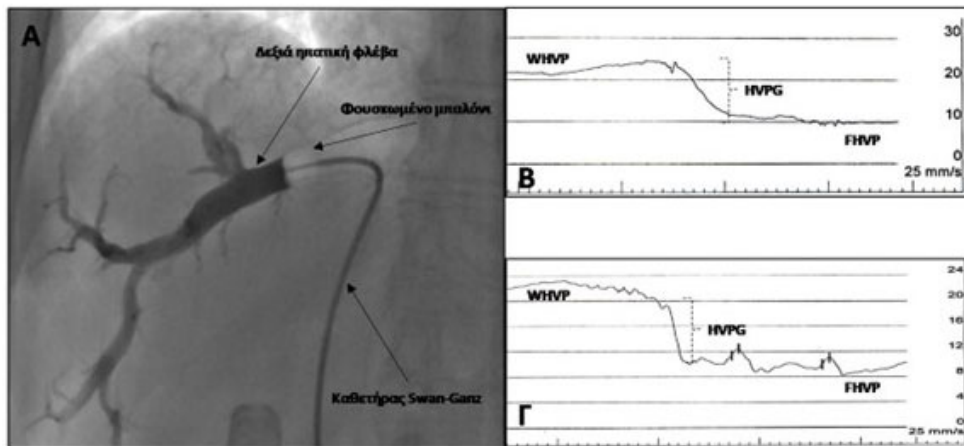 A
Δεξιά ηπατική φλέβα
Φουσκωμένο μπαλόνι
Καθετήρας Swan-Ganz
WHVP
HVPG
FHVP
30
20
10
0
25 mm/s
B
WHVP
HVPG
FHVP
24
20
16
12
8
4
0
25 mm/s
Γ